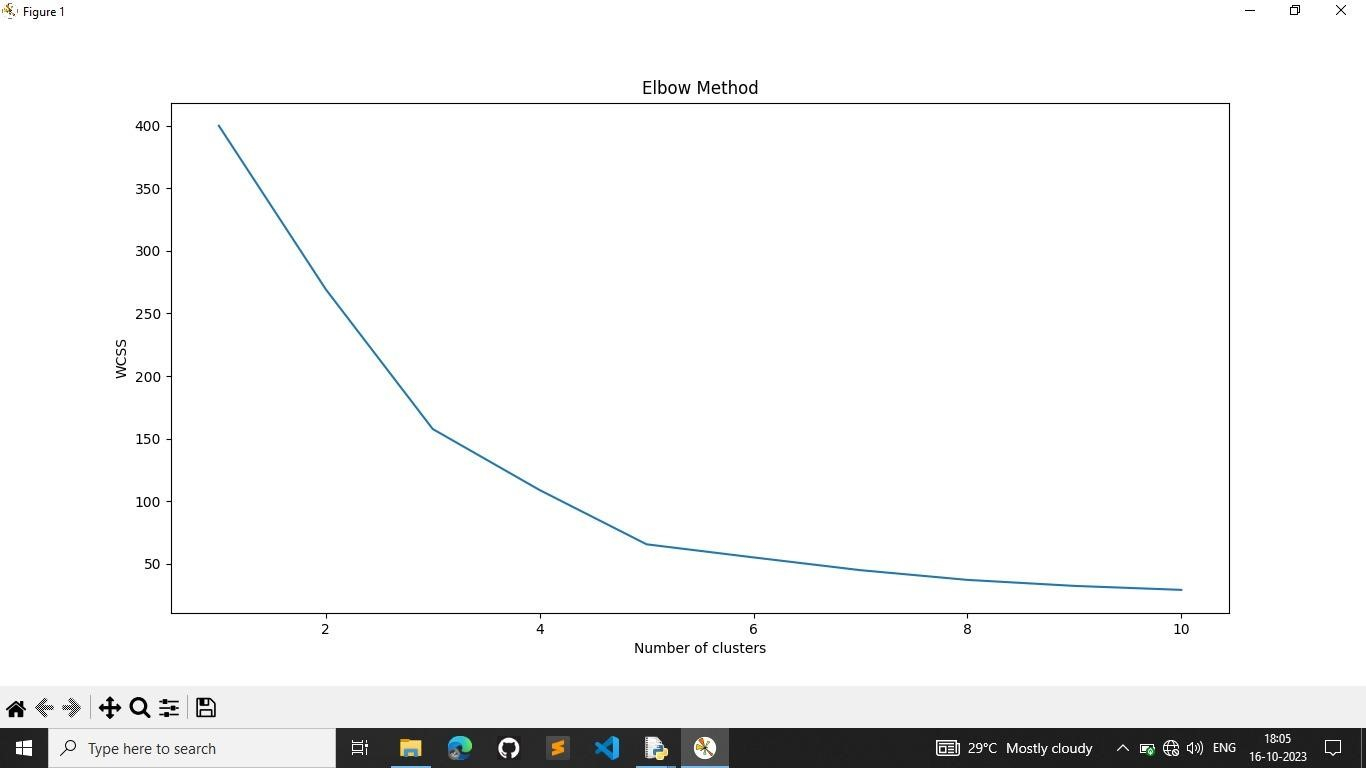 Figure 1
Elbow Method
400
350
300
250
200
150
100
50
WCSS
2 4 6 8 10
Number of clusters
Type here to search
29°C Mostly cloudy
ENG
18:05
16-10-2023